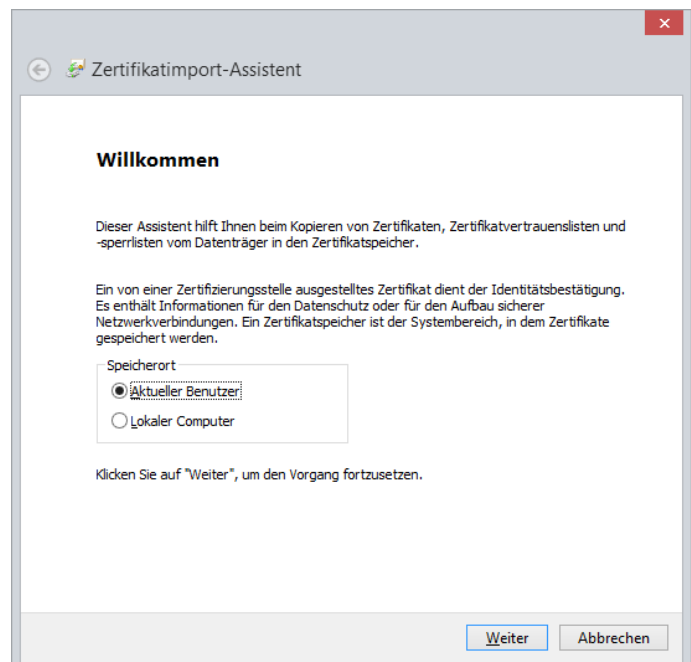 Zertifikatimport-Assistent
Willkommen
Dieser Assistent hilft Ihnen beim Kopieren von Zertifikaten, Zertifikatvertrauenslisten und
-sperrlisten vom Datenträger in den Zertifikatspeicher.
Ein von einer Zertifizierungsstelle ausgestelltes Zertifikat dient der Identitätsbestätigung.
Es enthält Informationen für den Datenschutz oder für den Aufbau sicherer
Netzwerkverbindungen. Ein Zertifikatspeicher ist der Systembereich, in dem Zertifikate
gespeichert werden.
Speicherort
Aktueller Benutzer
Lokaler Computer
Klicken Sie auf "Weiter", um den Vorgang fortzusetzen.
Weiter Abbrechen